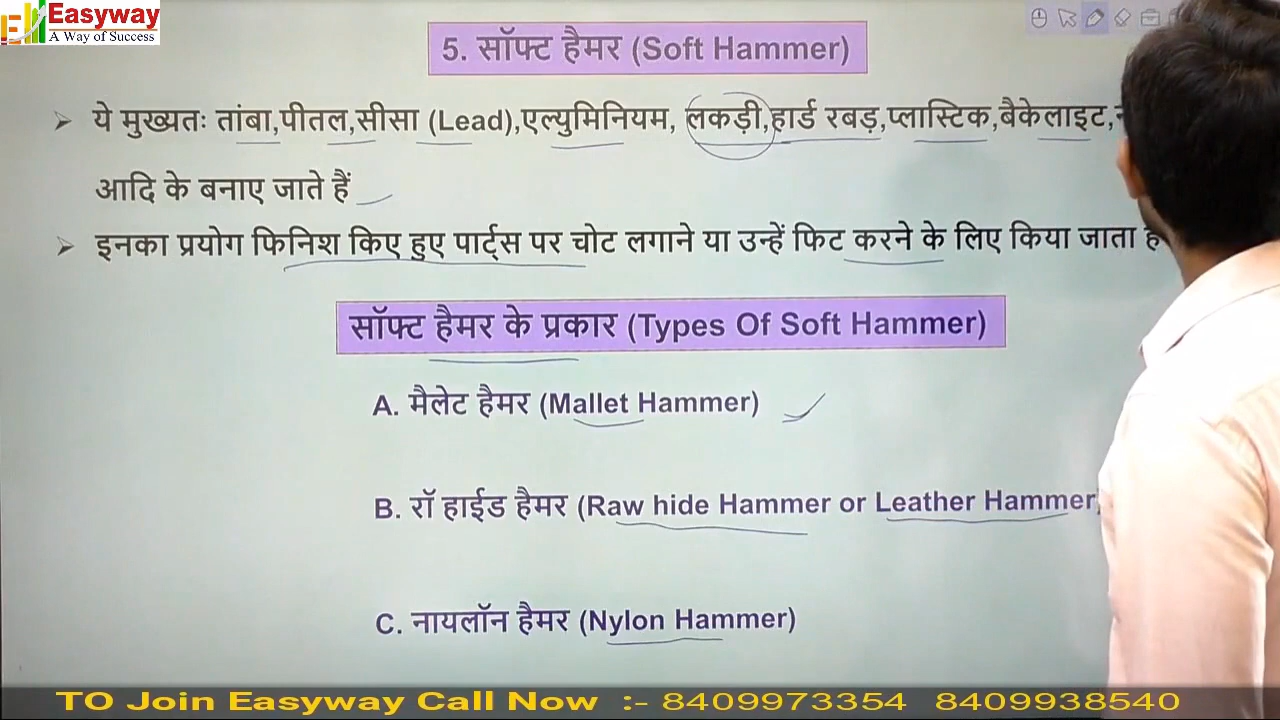 Easyway
A Way of Success
5. सॉफ्ट हैमर (Soft Hammer)
ये मुख्यतः तांबा,पीतल,सीसा (Lead),एल्युमिनियम, लकड़ी,हार्ड रबड़,प्लास्टिक,बैकेलाइट,
आदि के बनाए जाते हैं
इनका प्रयोग फिनिश किए हुए पार्ट्स पर चोट लगाने या उन्हें फिट करने के लिए किया जाता
सॉफ्ट हैमर के प्रकार (Types Of Soft Hammer)
A. मैलेट हैमर (Mallet Hammer)
B. रॉ हाईड हैमर (Raw hide Hammer or Leather Hammer
C. नायलॉन हैमर (Nylon Hammer)
TO Join Easyway Call Now :- 8409973354 8409938540